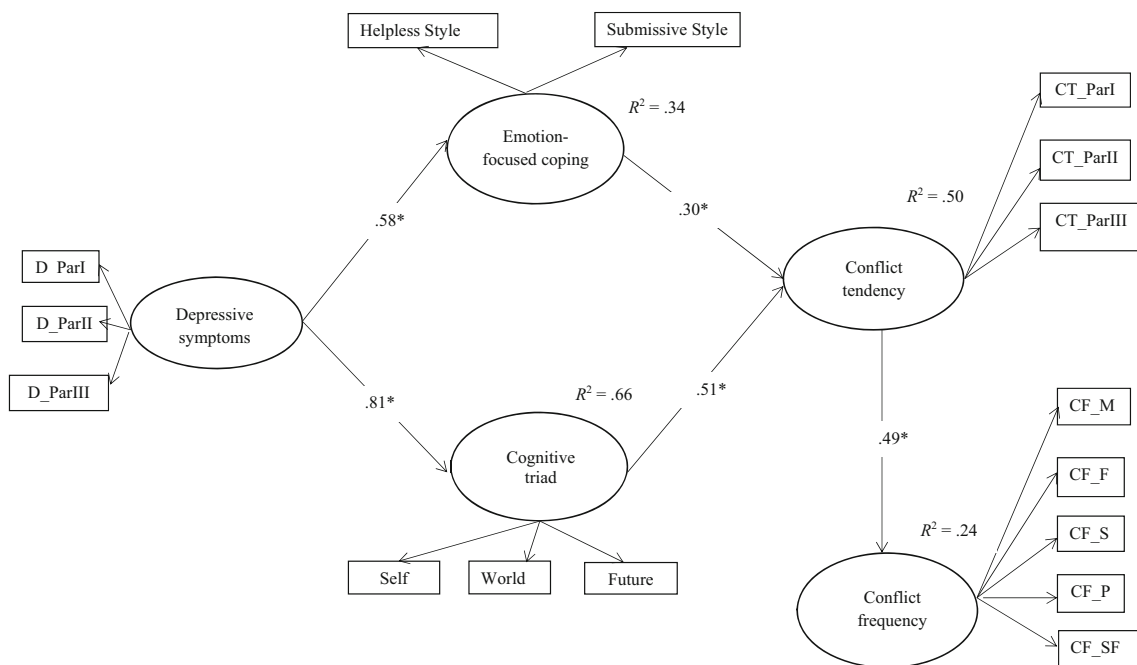 Helpless Style
Submissive Style
Emotion-
focused coping
R² = .34
CT_ParI
CT_ParII
CT_ParIII
R² = .50
.58*
.30*
D_ParI
D_ParII
D_ParIII
Depressive
symptoms
Conflict
tendency
.81*
R² = .66
.51*
Cognitive
triad
.49*
Self
World
Future
R² = .24
CF_M
CF_F
CF_S
CF_P
CF_SF
Conflict
frequency